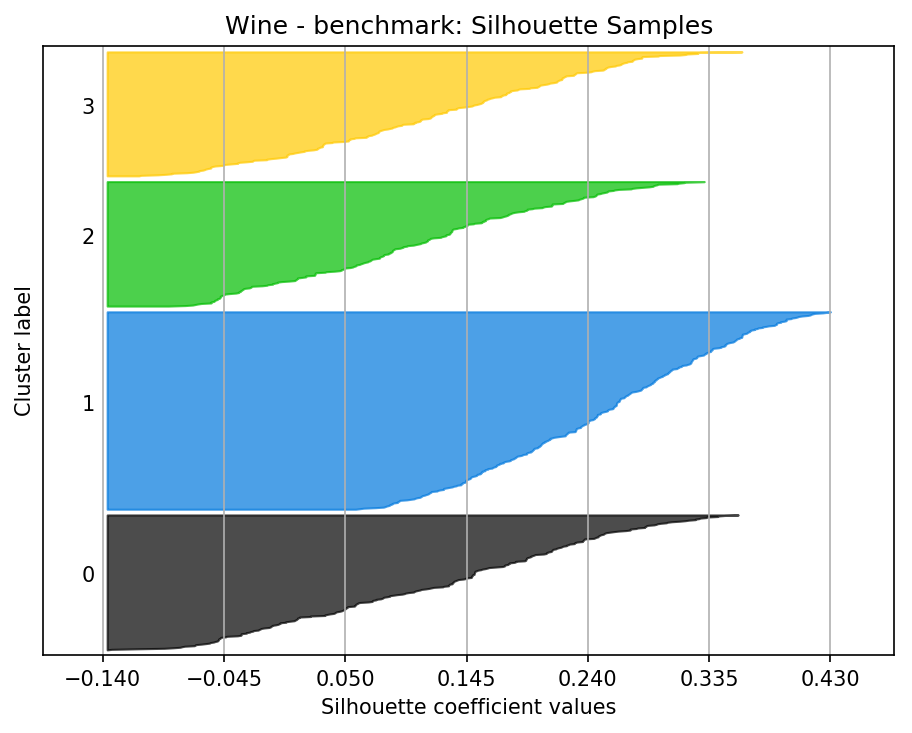 Wine - benchmark: Silhouette Samples
3
2
1
0
Cluster label
−0.140 −0.045 0.050 0.145 0.240 0.335 0.430
Silhouette coefficient values